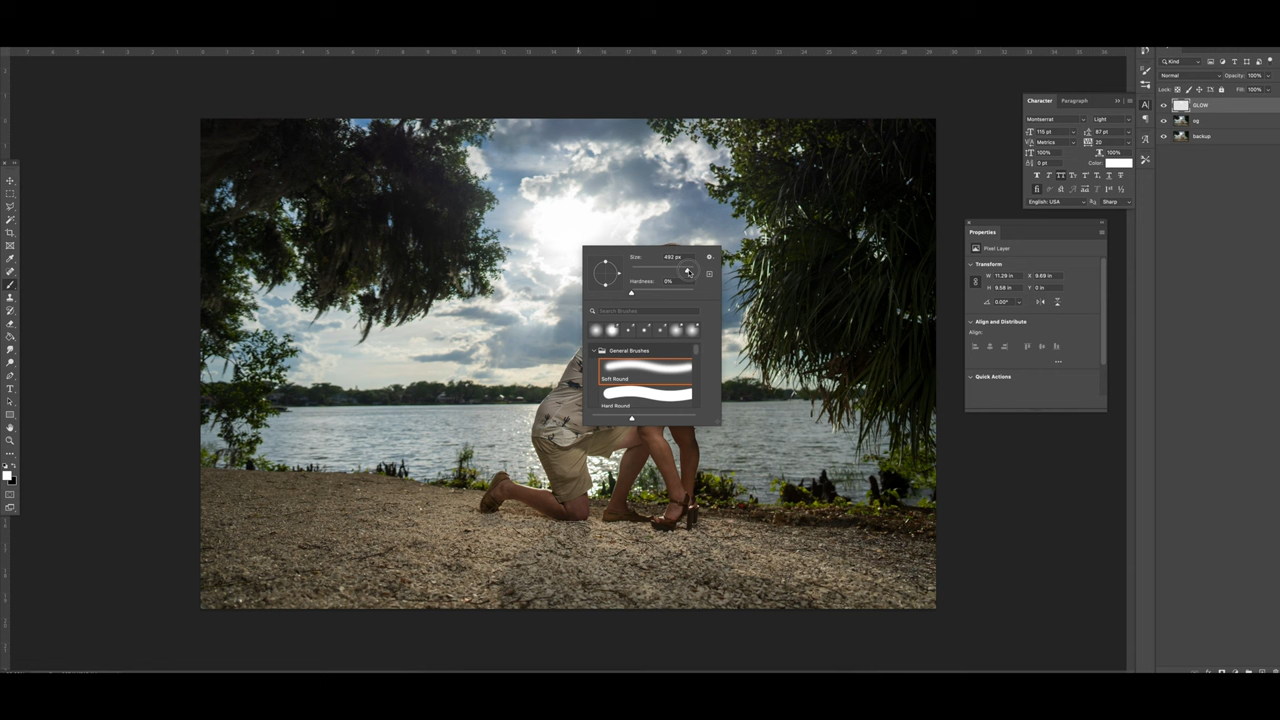 Kind
Normal
Opacity: 100%
Lock:
Fill: 100%
GLOW
og
backup
Character
Paragraph
Montserrat
Light
115 pt
87 pt
Metrics
20
100%
100%
0 pt
Color:
English: USA
Sharp
Properties
Pixel Layer
Transform
W 11.29 in
X 9.69 in
H 9.58 in
Y 0 in
0.00°
Align and Distribute
Align:
Quick Actions
Size:
492 px
Hardness:
0%
Search Brushes
General Brushes
Soft Round
Hard Round